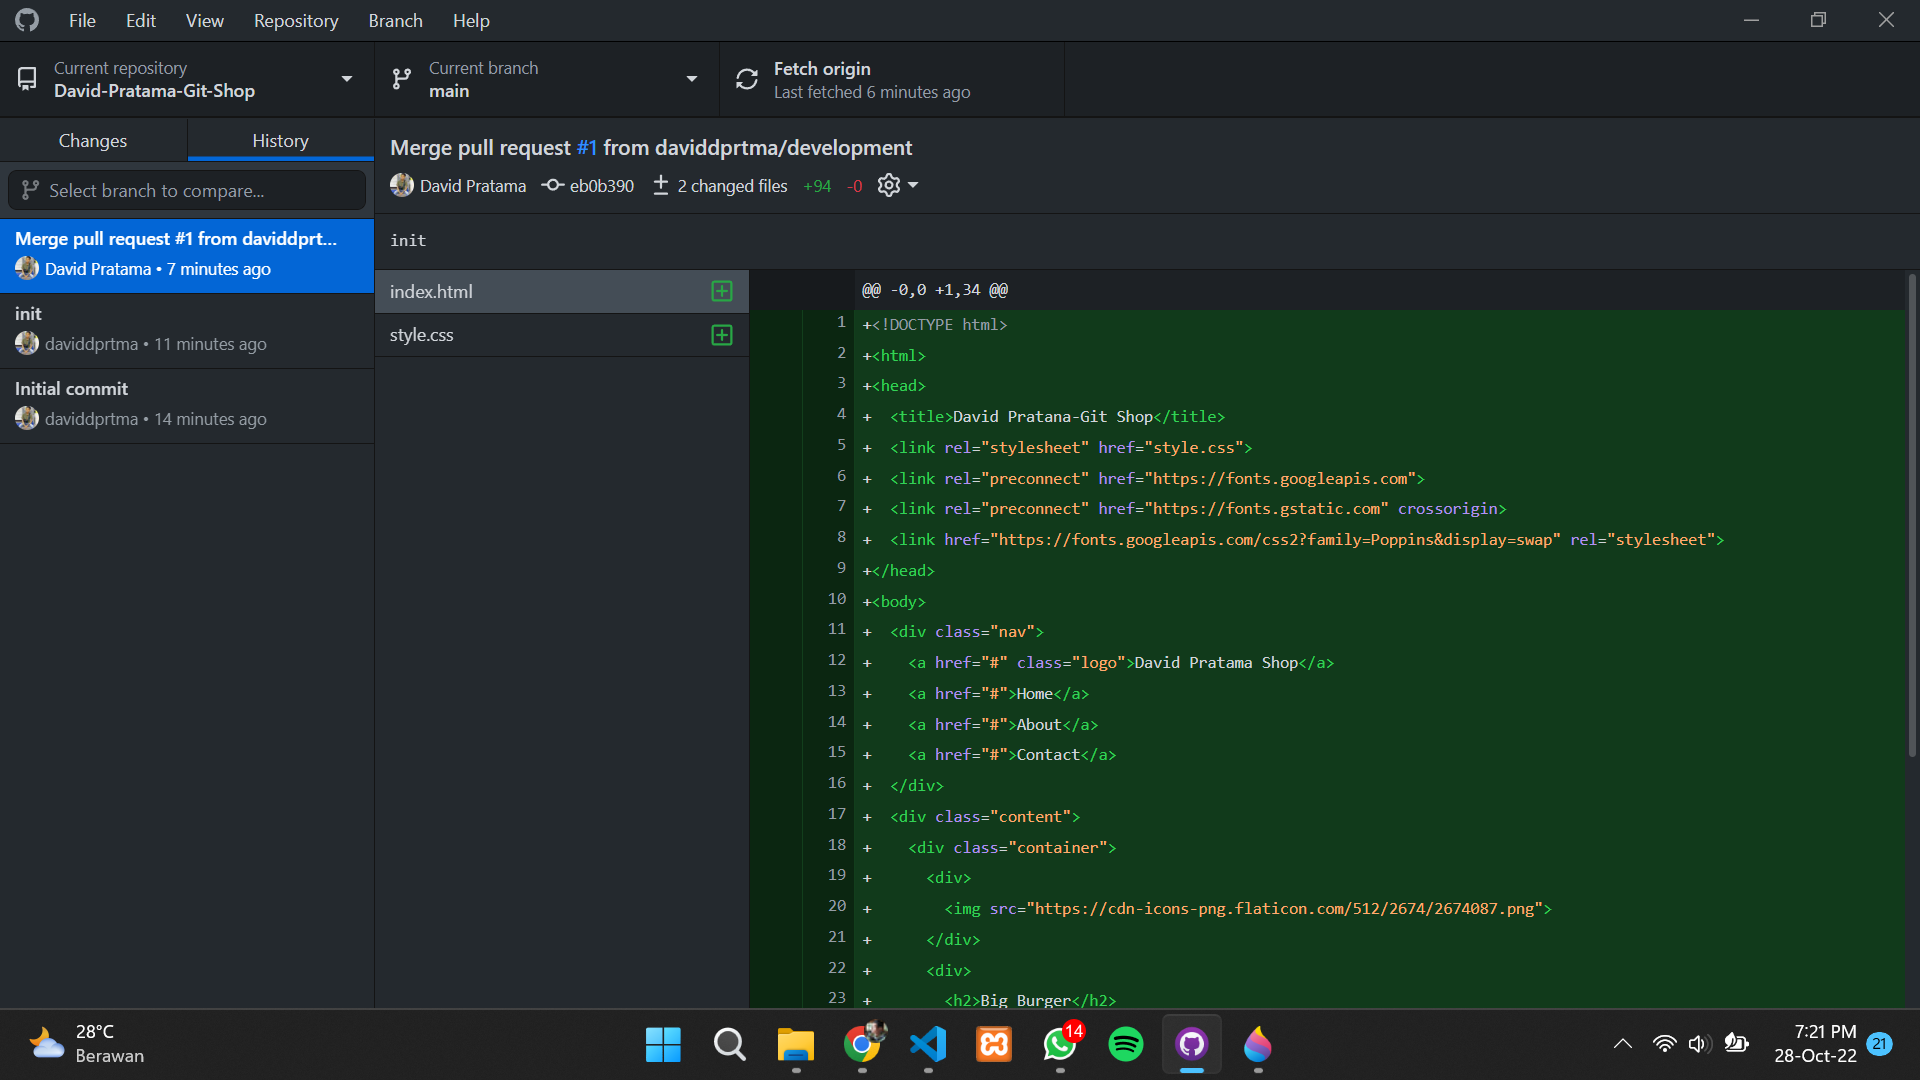 File Edit View Repository Branch Help
Current repository
David-Pratama-Git-Shop
Current branch
main
Fetch origin
Last fetched 6 minutes ago
Changes
History
Select branch to compare...
Merge pull request #1 from daviddprt...
David Pratama • 7 minutes ago
init
daviddprtma • 11 minutes ago
Initial commit
daviddprtma • 14 minutes ago
Merge pull request #1 from daviddprtma/development
David Pratama eb0b390 2 changed files +94 -0
init
index.html
style.css
@@ -0,0 +1,34 @@
1 +<!DOCTYPE html>
2 +<html>
3 +<head>
4 +  <title>David Pratana-Git Shop</title>
5 +  <link rel="stylesheet" href="style.css">
6 +  <link rel="preconnect" href="https://fonts.googleapis.com">
7 +  <link rel="preconnect" href="https://fonts.gstatic.com" crossorigin>
8 +  <link href="https://fonts.googleapis.com/css2?family=Poppins&display=swap" rel="stylesheet">
9 +</head>
10 +<body>
11 +  <div class="nav">
12 +    <a href="#" class="logo">David Pratama Shop</a>
13 +    <a href="#">Home</a>
14 +    <a href="#">About</a>
15 +    <a href="#">Contact</a>
16 +  </div>
17 +  <div class="content">
18 +    <div class="container">
19 +      <div>
20 +        <img src="https://cdn-icons-png.flaticon.com/512/2674/2674087.png">
21 +      </div>
22 +      <div>
23 +        <h2>Big Burger</h2>
28°C
Berawan
14
7:21 PM
28-Oct-22
21